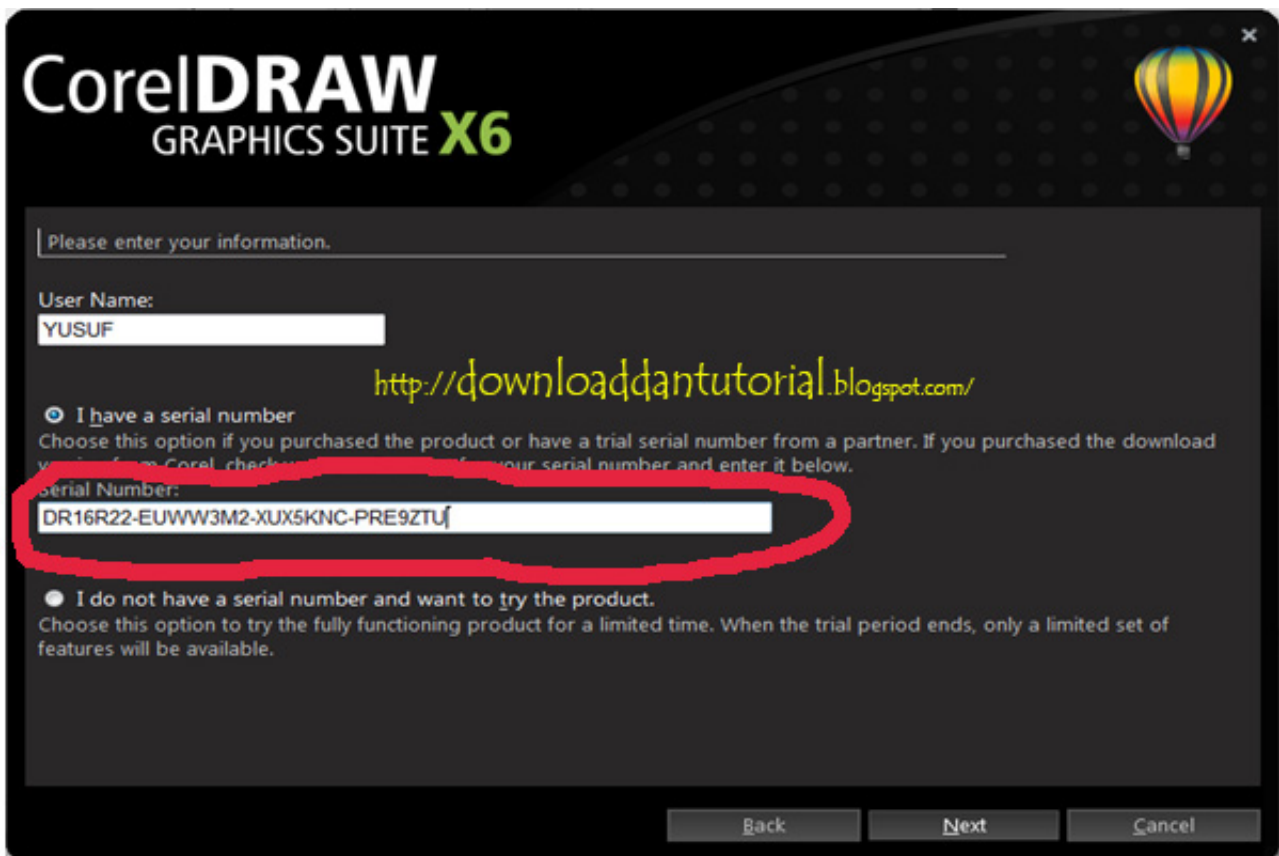 CorelDRAW
GRAPHICS SUITE X6
Please enter your information.
User Name:
YUSUF
http://downloaddantutorial.blogspot.com/
I have a serial number
Choose this option if you purchased the product or have a trial serial number from a partner. If you purchased the download
from Corel, check your serial number and enter it below.
Serial Number:
DR16R22-EUWW3M2-XUX5KNC-PRE9ZTU
I do not have a serial number and want to try the product.
Choose this option to try the fully functioning product for a limited time. When the trial period ends, only a limited set of
features will be available.
Back Next Cancel